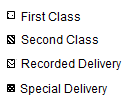 First Class
Second Class
Recorded Delivery
Special Delivery